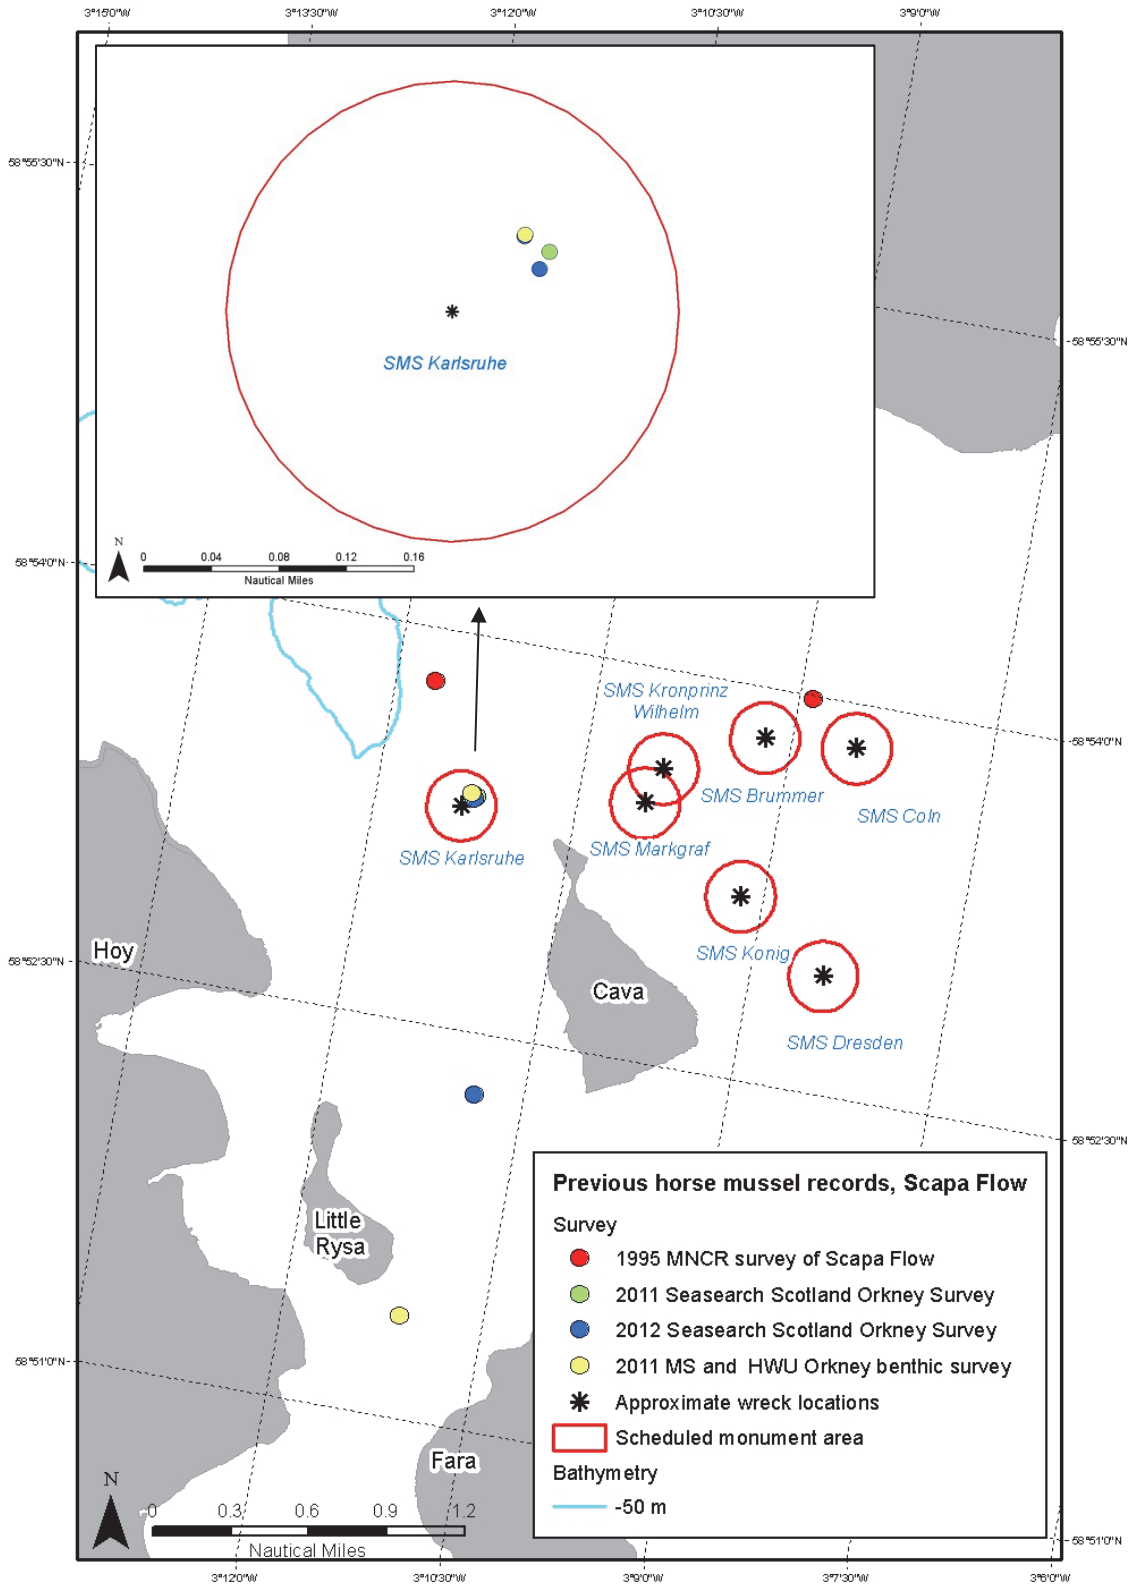 3°15'0"W 3°13'30"W 3°12'0"W 3°10'30"W 3°9'0"W
58°55'30"N
58°55'30"N
SMS Karlsruhe
N
0 0.04 0.08 0.12 0.16
Nautical Miles
58°54'0"N
SMS Kronprinz
Wilhelm
58°54'0"N
SMS Brummer
SMS Coln
SMS Markgraf
SMS Karlsruhe
Hoy
SMS Konig
58°52'30"N
Cava
SMS Dresden
58°52'30"N
Little
Rysa
Previous horse mussel records, Scapa Flow
Survey
1995 MNCR survey of Scapa Flow
2011 Seasearch Scotland Orkney Survey
2012 Seasearch Scotland Orkney Survey
2011 MS and HWU Orkney benthic survey
Approximate wreck locations
Scheduled monument area
Bathymetry
-50 m
58°51'0"N
Fara
N
0 0.3 0.6 0.9 1.2
Nautical Miles
58°51'0"N
3°12'0"W 3°10'30"W 3°9'0"W 3°7'30"W 3°6'0"W